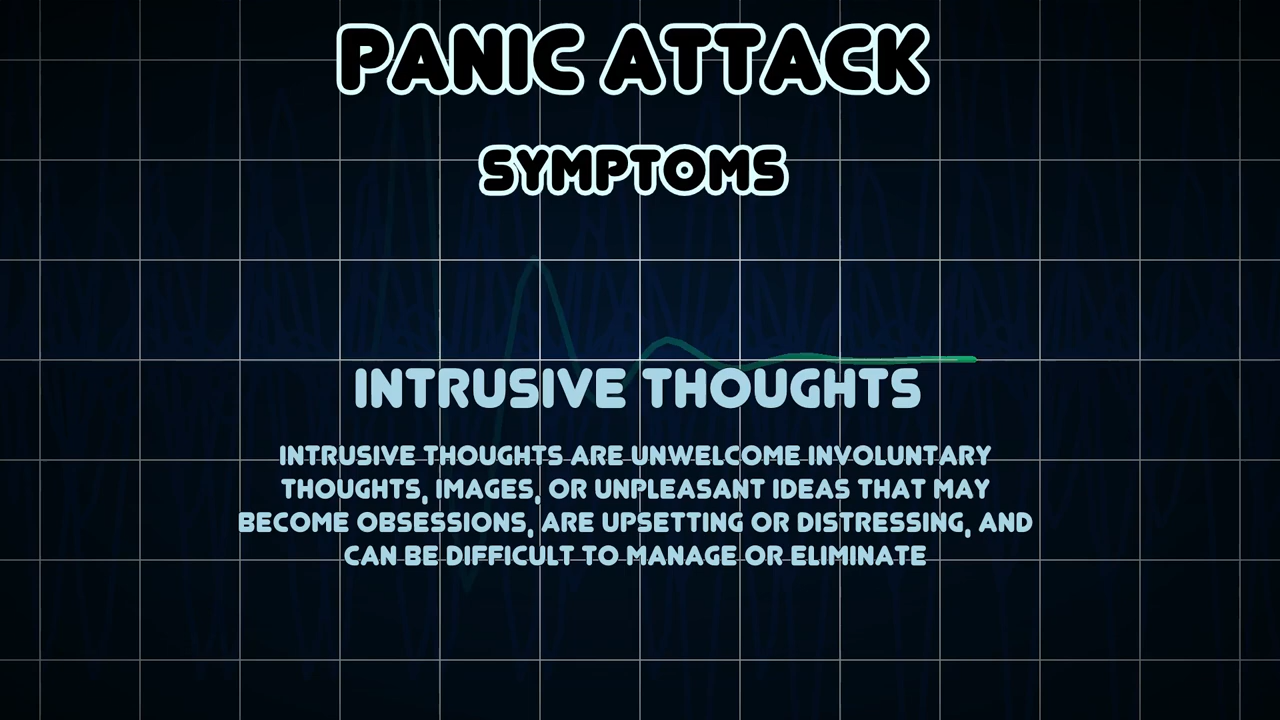 PANIC ATTACK
SYMPTOMS
INTRUSIVE THOUGHTS
INTRUSIVE THOUGHTS ARE UNWELCOME INVOLUNTARY
THOUGHTS, IMAGES, OR UNPLEASANT IDEAS THAT MAY
BECOME OBSESSIONS, ARE UPSETTING OR DISTRESSING, AND
CAN BE DIFFICULT TO MANAGE OR ELIMINATE